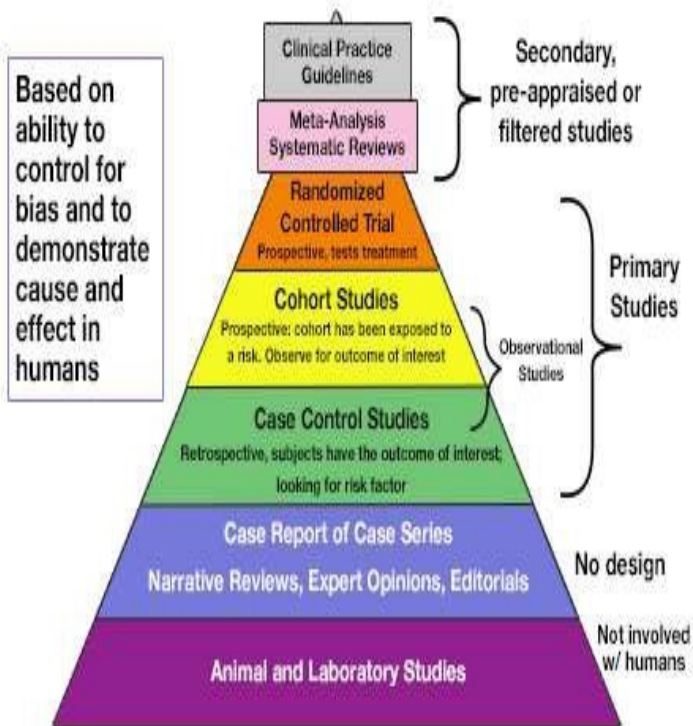 Based on
ability to
control for
bias and to
demonstrate
cause and
effect in
humans
Clinical Practice
Guidelines
Meta-Analysis
Systematic Reviews
Secondary,
pre-appraised or
filtered studies
Randomized
Controlled Trial
Prospective, tests treatment
Cohort Studies
Prospective: cohort has been exposed to
a risk. Observe for outcome of interest
Case Control Studies
Retrospective, subjects have the outcome of interest;
looking for risk factor
Observational
Studies
Primary
Studies
Case Report of Case Series
Narrative Reviews, Expert Opinions, Editorials
No design
Animal and Laboratory Studies
Not involved
w/ humans